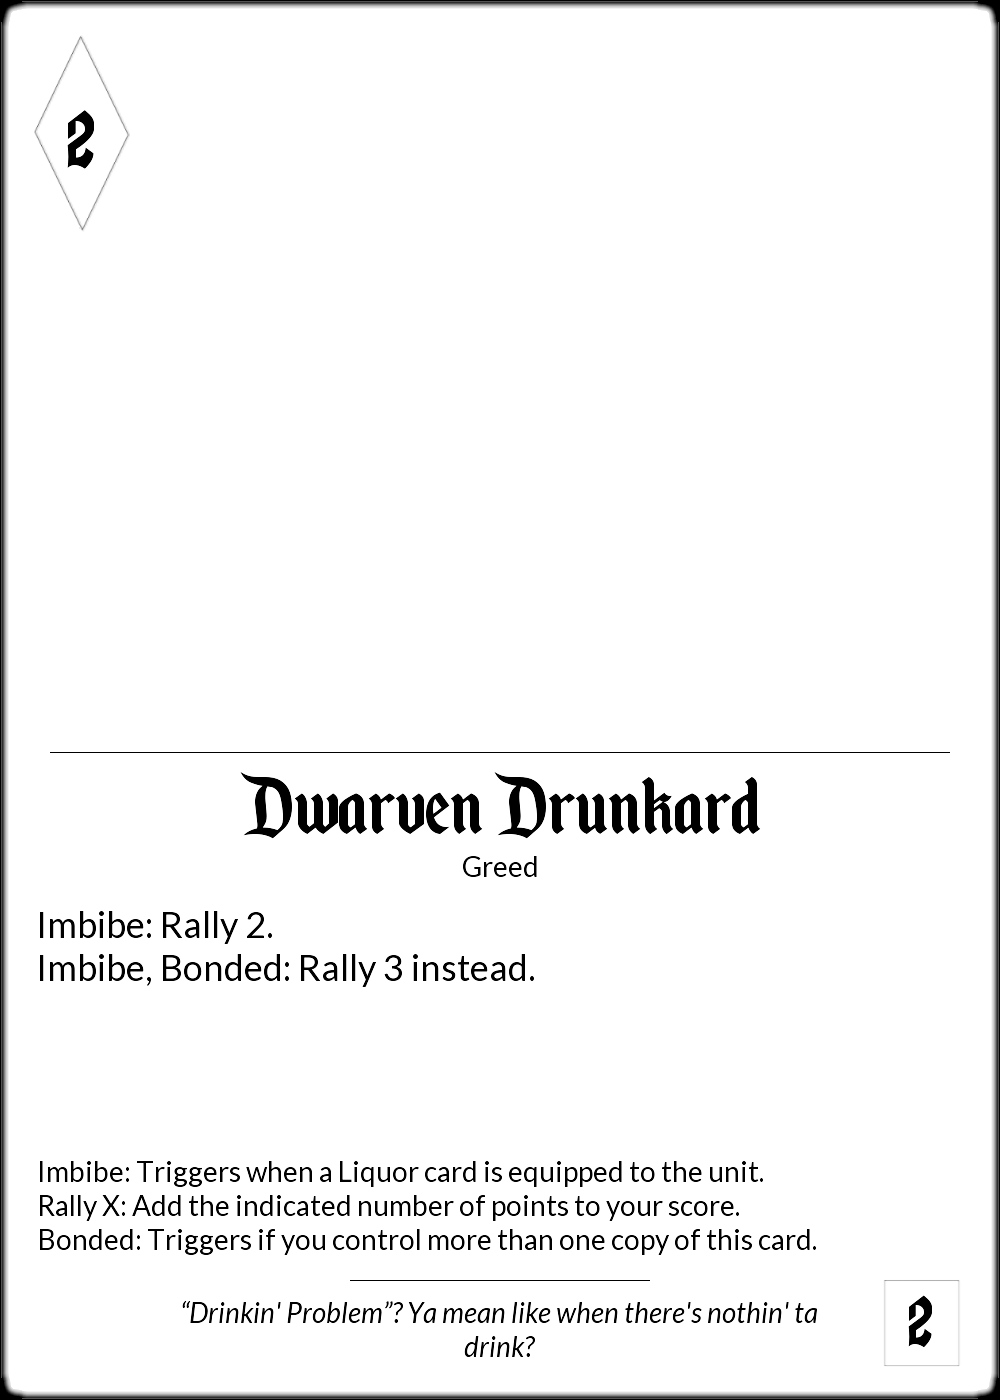 2
Dwarven Drunkard
Greed
Imbibe: Rally 2.
Imbibe, Bonded: Rally 3 instead.
Imbibe: Triggers when a Liquor card is equipped to the unit.
Rally X: Add the indicated number of points to your score.
Bonded: Triggers if you control more than one copy of this card.
“Drinkin' Problem”? Ya mean like when there's nothin' ta
drink?
2